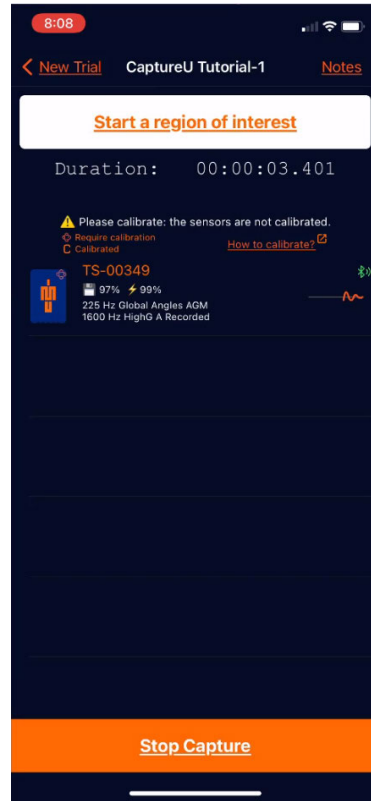 8:08
New Trial CaptureU Tutorial-1 Notes
Start a region of interest
Duration: 00:00:03.401
Please calibrate: the sensors are not calibrated.
Require calibration
C Calibrated How to calibrate?
TS-00349
97% 99%
225 Hz Global Angles AGM
1600 Hz HighG A Recorded
Stop Capture